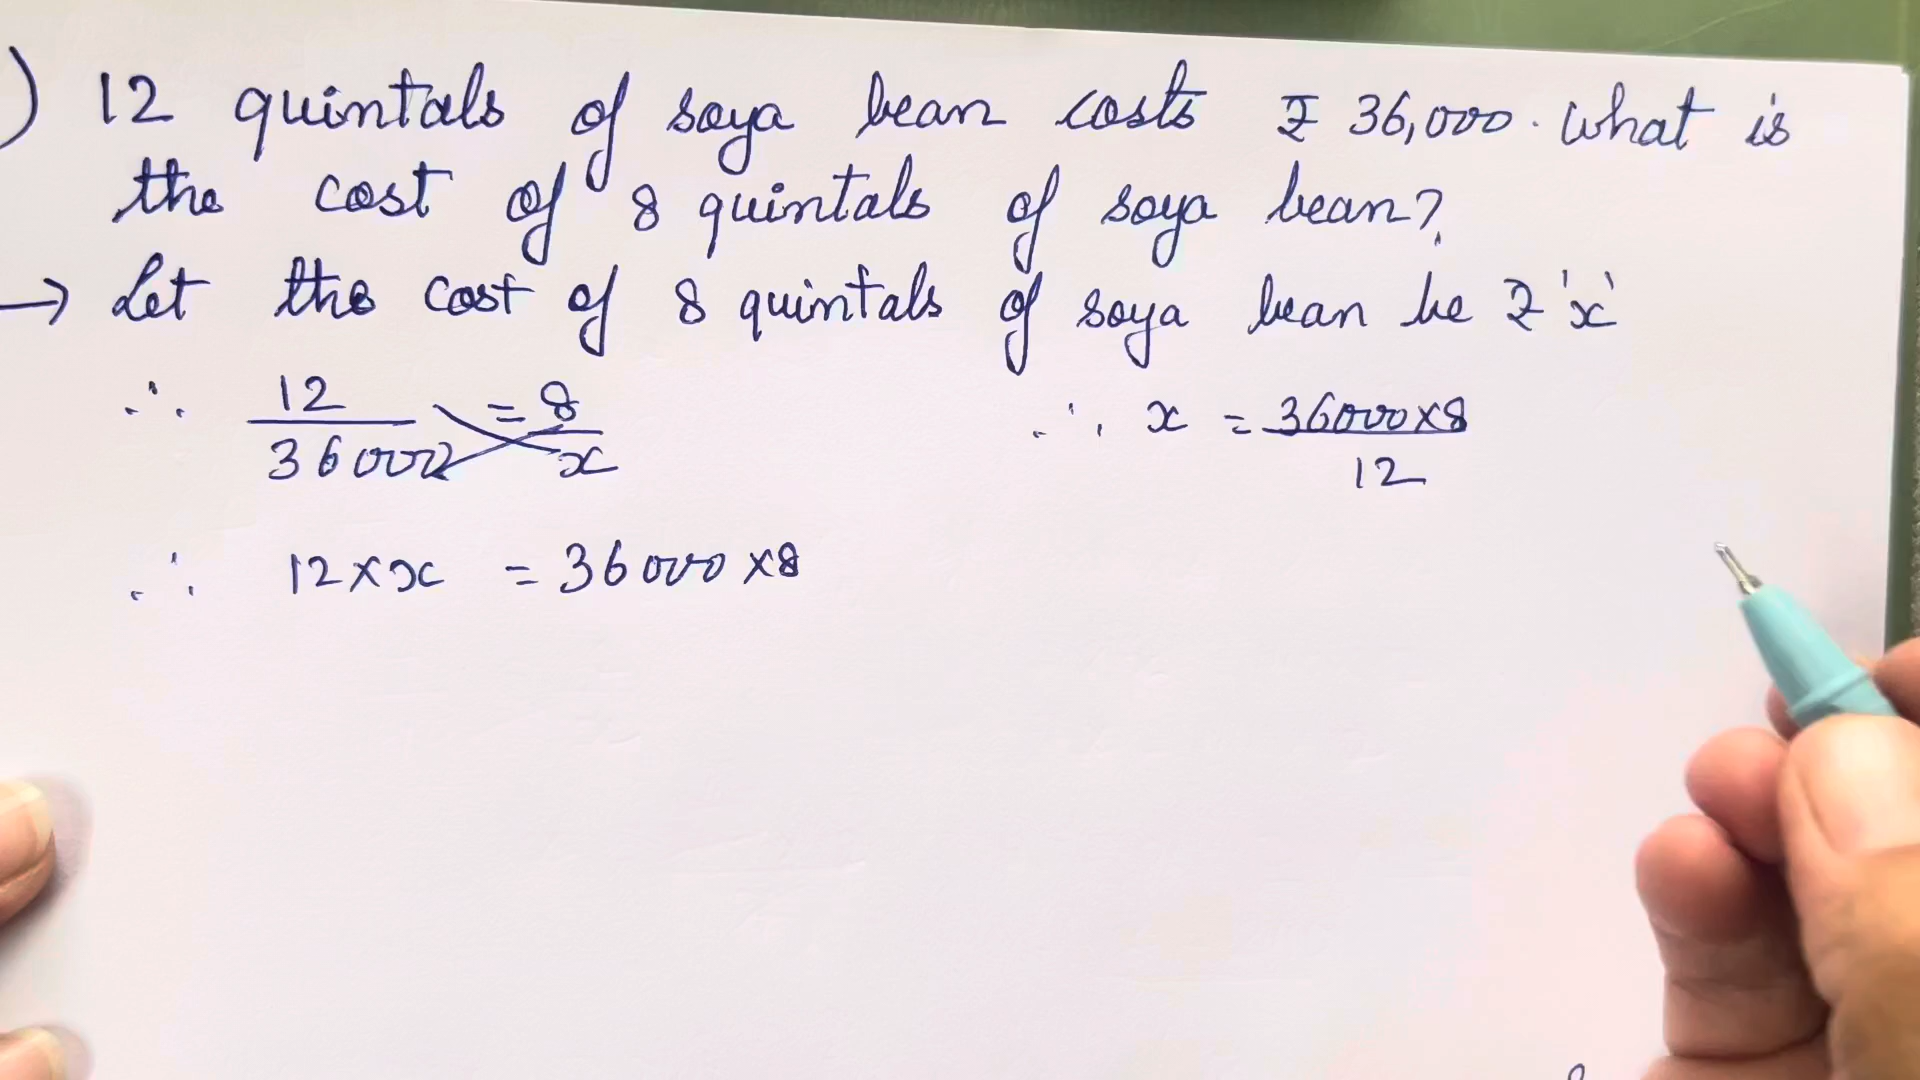 ) 12 quintals of soya bean costs ₹ 36,000. What is
the cost of 8 quintals of soya bean?
→ Let the cost of 8 quintals of soya bean be ₹ 'x'
∴ 12/36000 = 8/x
∴ x = 36000×8/12
∴ 12×x = 36000×8